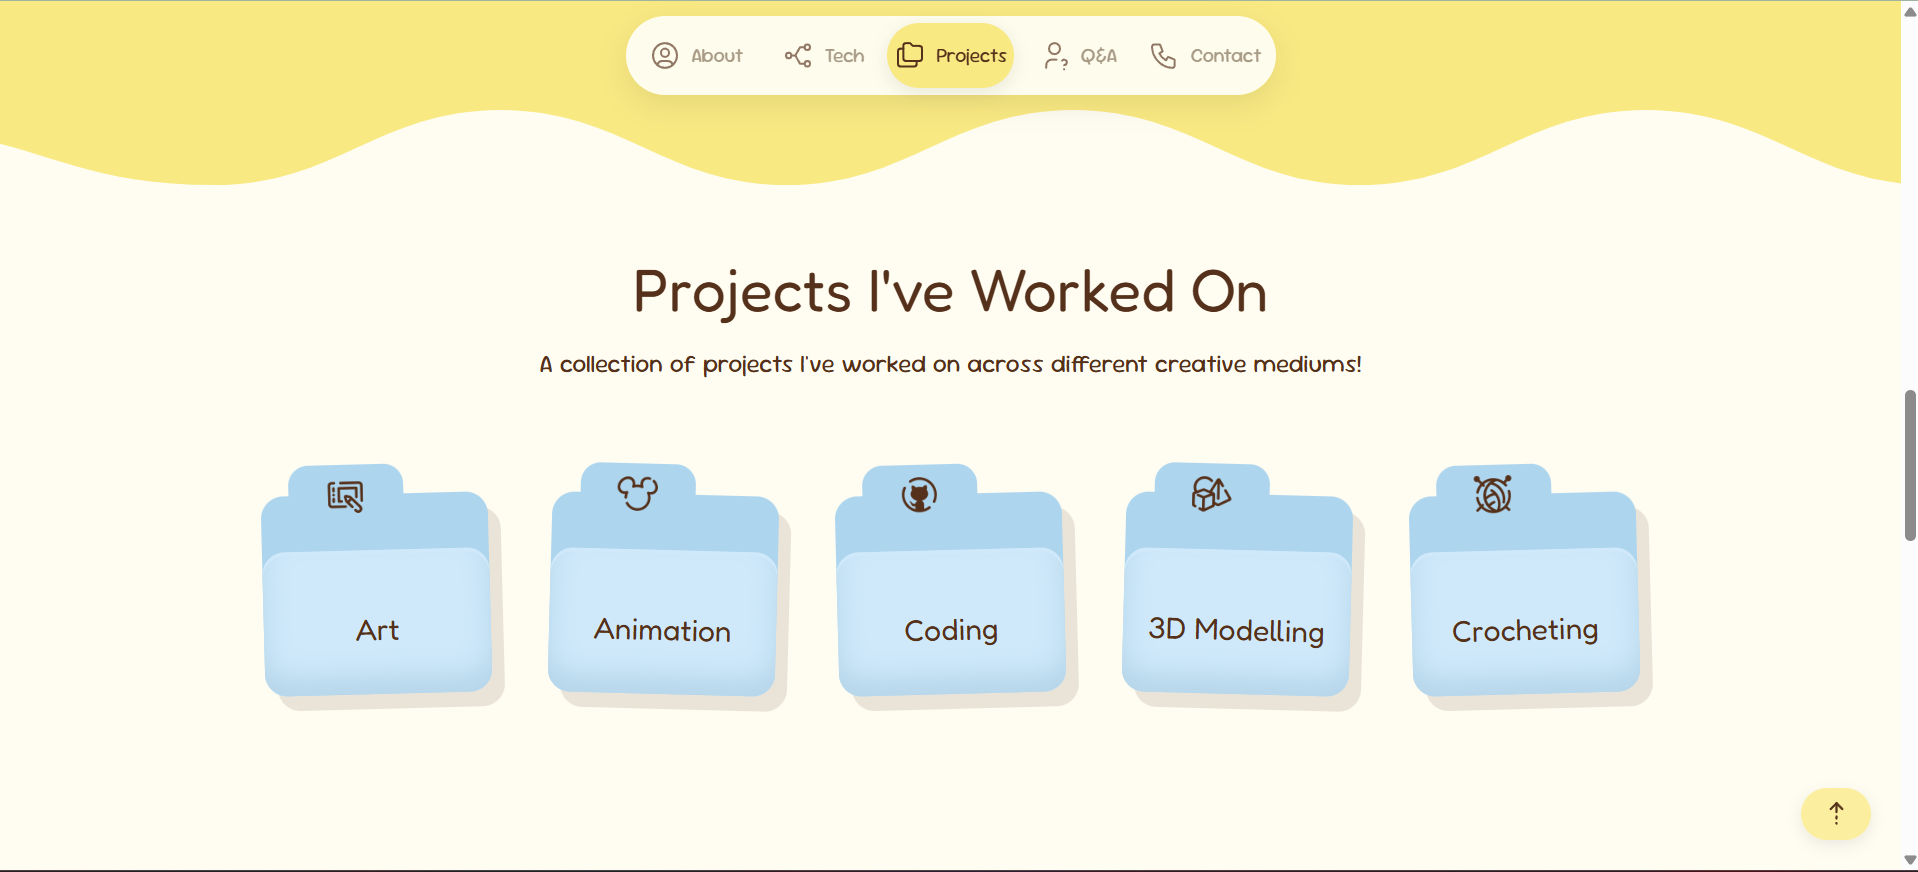 About Tech Projects Q&A Contact
Projects I've Worked On
A collection of projects I've worked on across different creative mediums!
Art Animation Coding 3D Modelling Crocheting